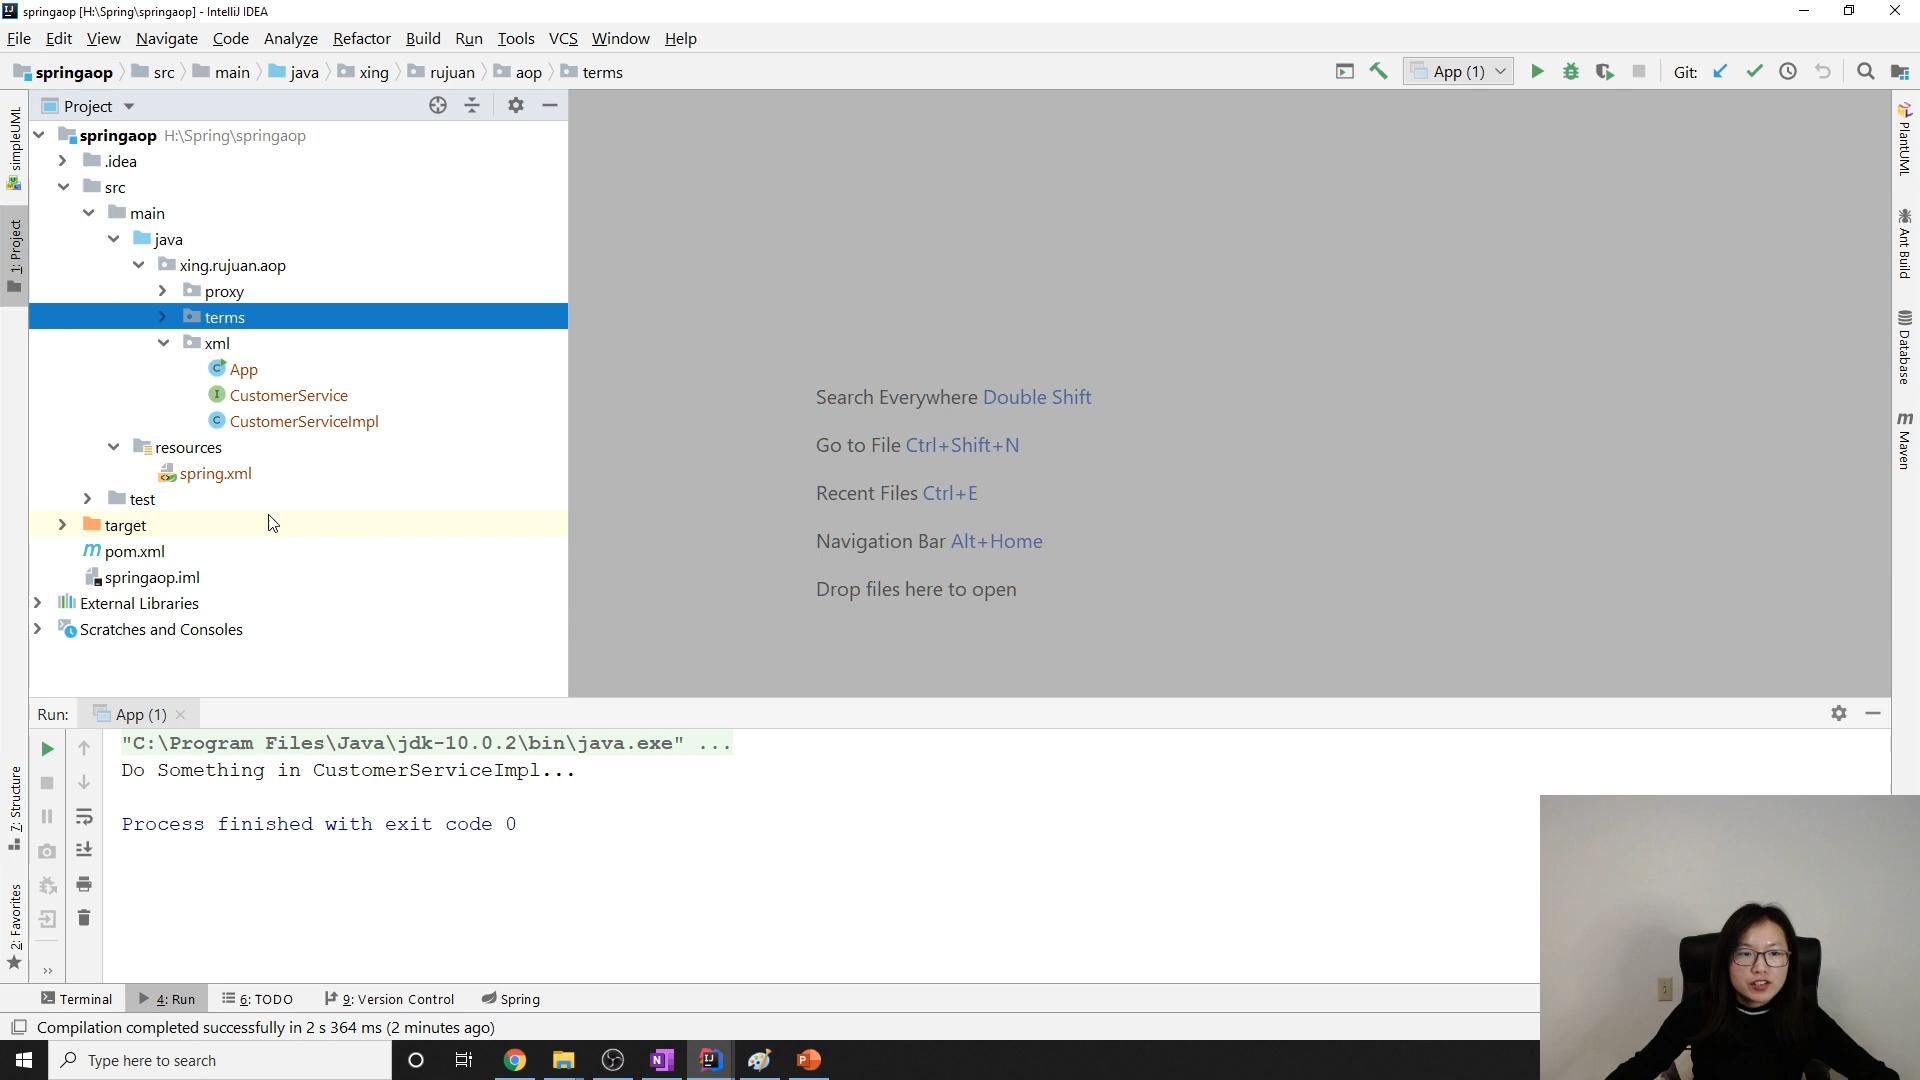 springaop [H:\Spring\springaop] - IntelliJ IDEA
File Edit View Navigate Code Analyze Refactor Build Run Tools VCS Window Help
springaop src main java xing rujuan aop terms
App (1)
Git:
Project
springaop H:\Spring\springaop
.idea
src
main
java
xing.rujuan.aop
proxy
terms
xml
App
CustomerService
CustomerServiceImpl
resources
spring.xml
test
target
pom.xml
springaop.iml
External Libraries
Scratches and Consoles
simpleUML
1: Project
7: Structure
2: Favorites
Search Everywhere Double Shift
Go to File Ctrl+Shift+N
Recent Files Ctrl+E
Navigation Bar Alt+Home
Drop files here to open
PlantUML
Ant Build
Database
Maven
Run: App (1)
"C:\Program Files\Java\jdk-10.0.2\bin\java.exe" ...
Do Something in CustomerServiceImpl...
Process finished with exit code 0
Terminal 4: Run 6: TODO 9: Version Control Spring
Compilation completed successfully in 2 s 364 ms (2 minutes ago)
Type here to search